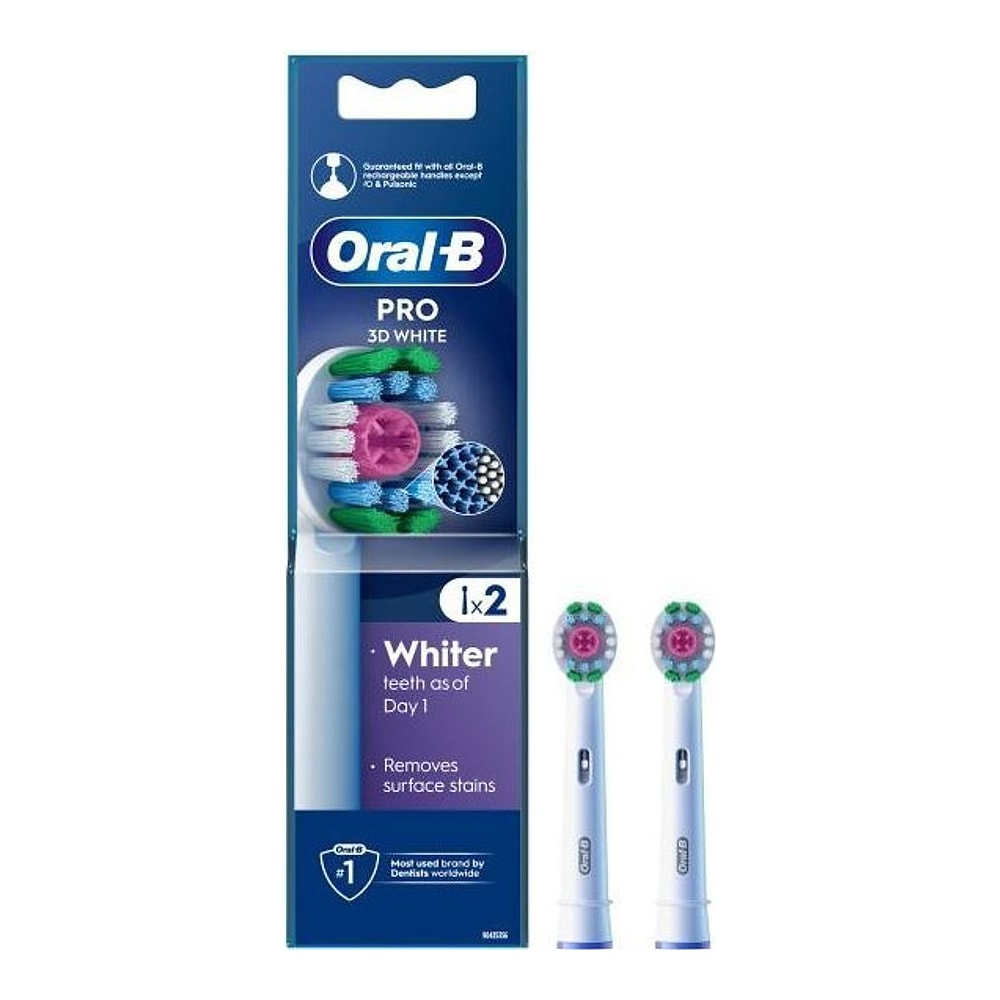 Guaranteed fit with all Oral-B
rechargeable handles except
iO & Pulsonic
Oral-B
PRO
3D WHITE
x2
Whiter
teeth as of
Day 1
Removes
surface stains
Oral-B
#1
Most used brand by
Dentists worldwide
Oral-B
Oral-B